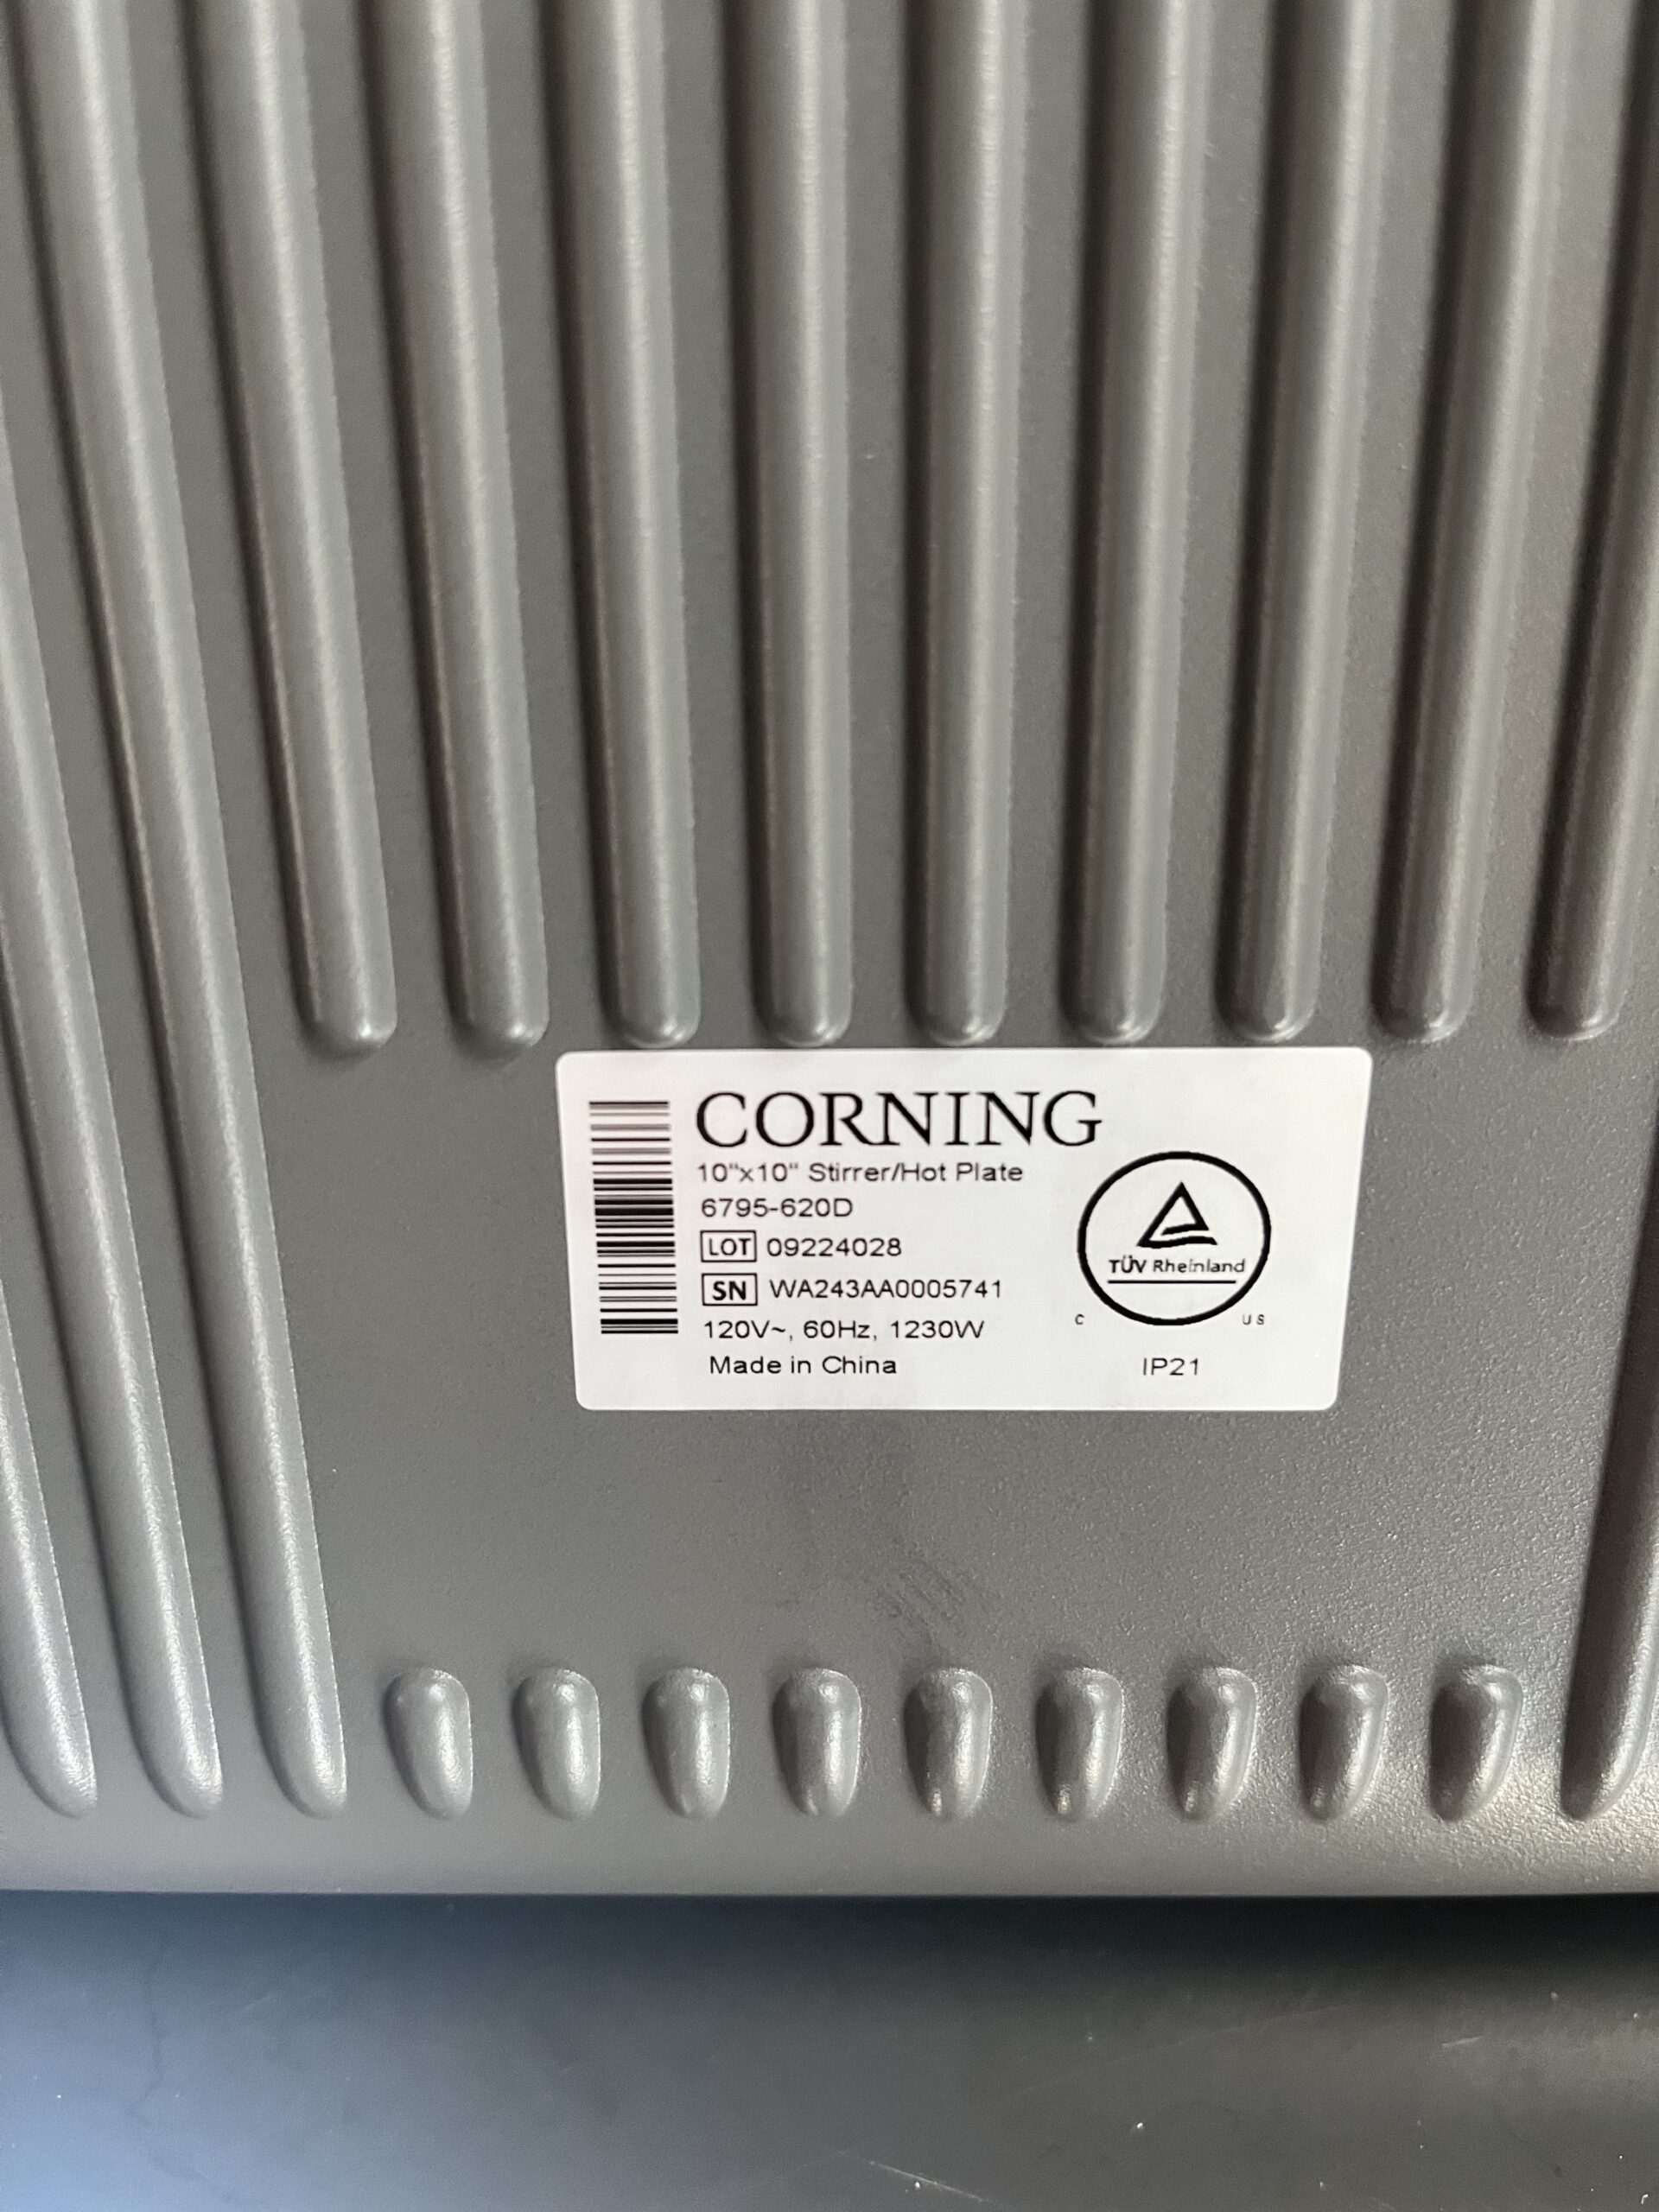 CORNING
10"x10" Stirrer/Hot Plate
6795-620D
LOT 09224028
SN WA243AA0005741
120V~, 60Hz, 1230W
Made in China
TÜV Rheinland
C US
IP21